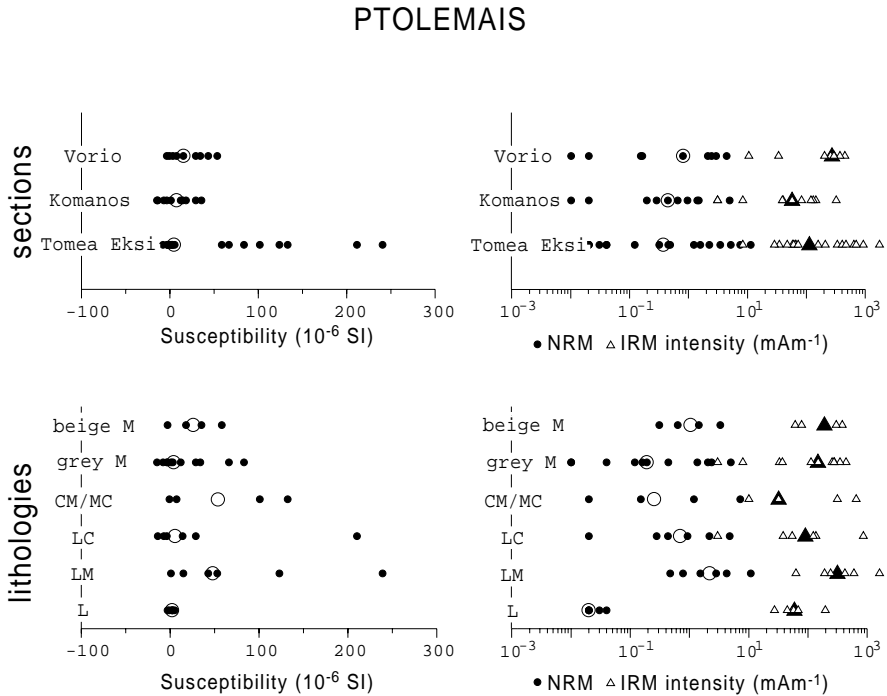 PTOLEMAIS
sections
Vorio
Komanos
Tomea Eksi
-100 0 100 200 300
Susceptibility (10-6 SI)
Vorio
Komanos
Tomea Eksi
10-3 10-1 101 103
● NRM △ IRM intensity (mAm-1)
lithologies
beige M
grey M
CM/MC
LC
LM
L
-100 0 100 200 300
Susceptibility (10-6 SI)
beige M
grey M
CM/MC
LC
LM
L
10-3 10-1 101 103
● NRM △ IRM intensity (mAm-1)